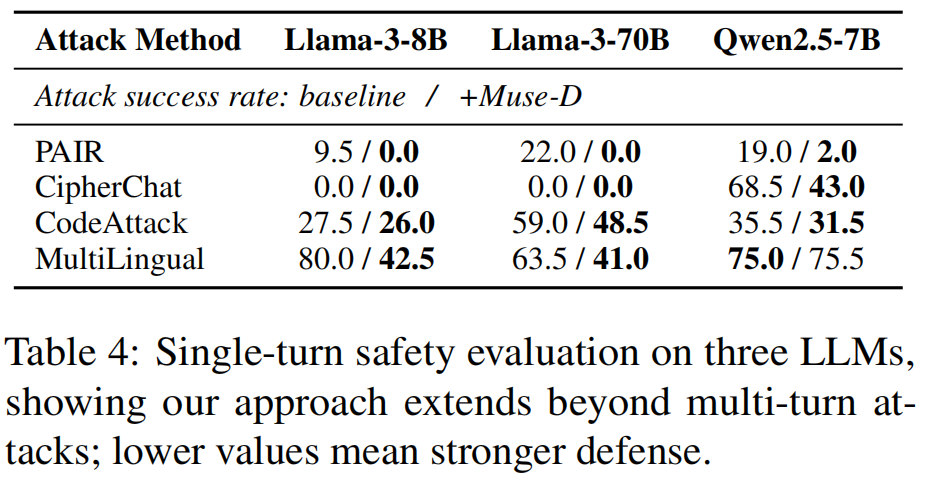 Attack Method Llama-3-8B Llama-3-70B Qwen2.5-7B
Attack success rate: baseline / +Muse-D
PAIR 9.5 / 0.0 22.0 / 0.0 19.0 / 2.0
CipherChat 0.0 / 0.0 0.0 / 0.0 68.5 / 43.0
CodeAttack 27.5 / 26.0 59.0 / 48.5 35.5 / 31.5
MultiLingual 80.0 / 42.5 63.5 / 41.0 75.0 / 75.5
Table 4: Single-turn safety evaluation on three LLMs,
showing our approach extends beyond multi-turn at-
tacks; lower values mean stronger defense.